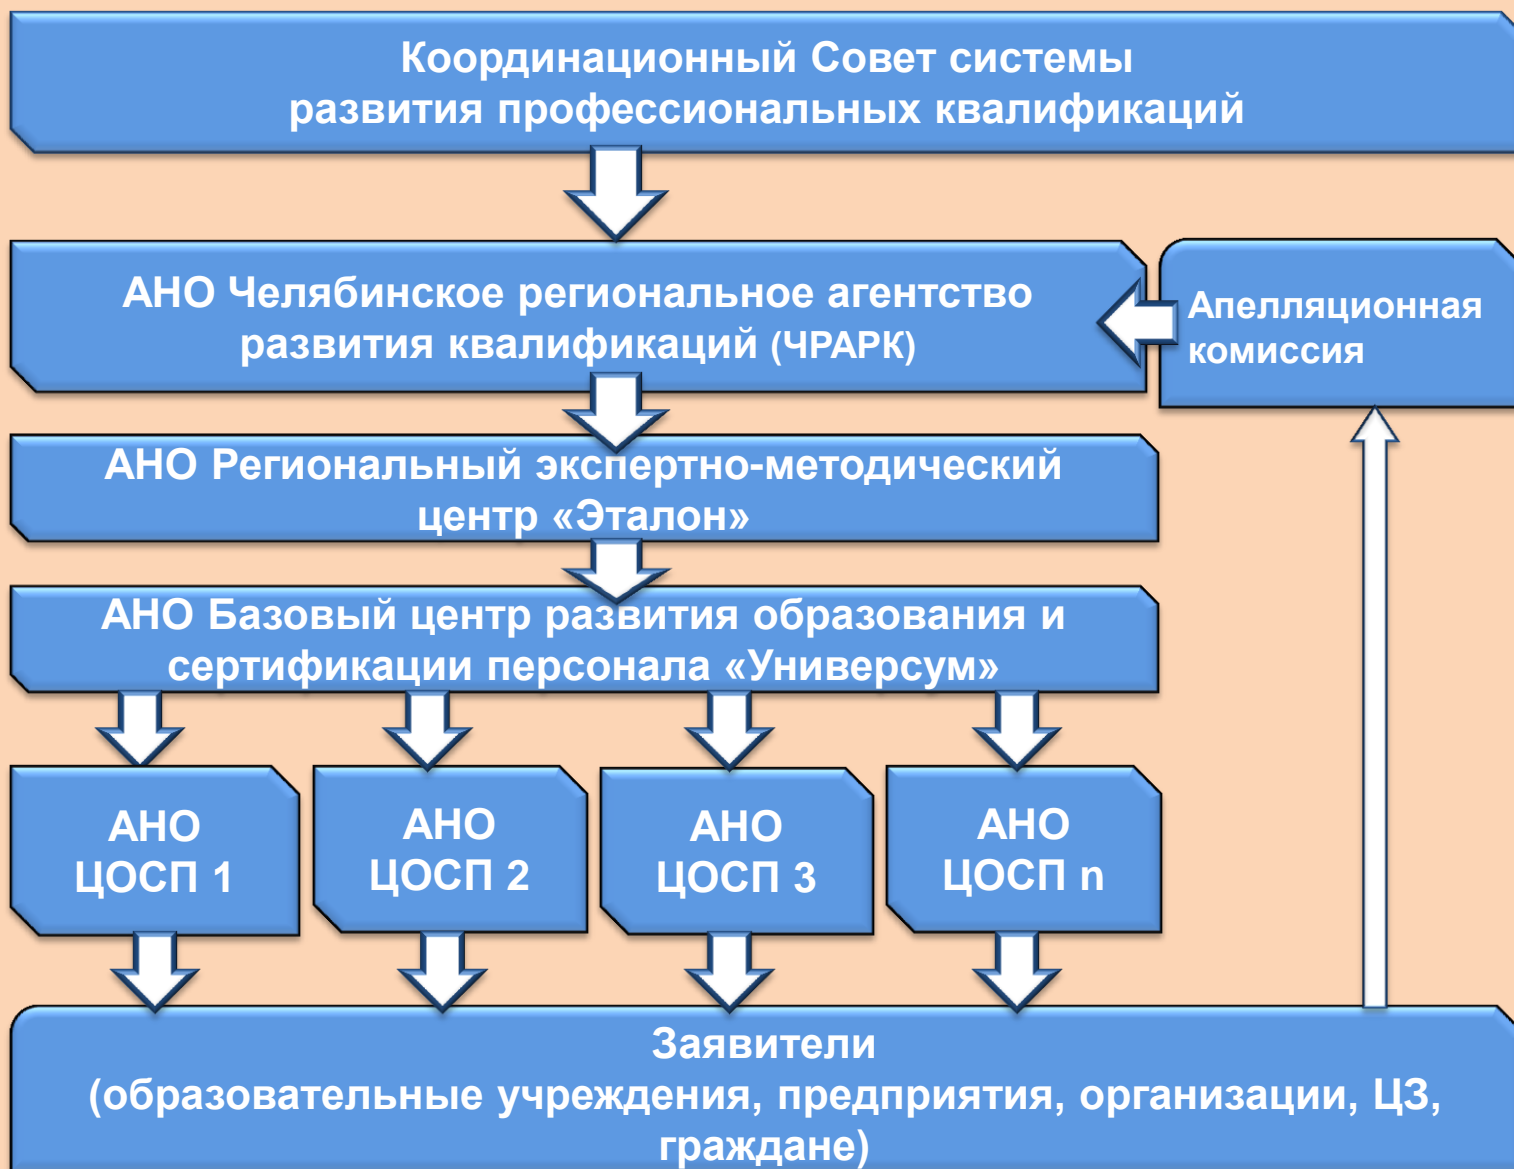 Координационный Совет системы
развития профессиональных квалификаций
АНО Челябинское региональное агентство
развития квалификаций (ЧРАРК)
Апелляционная
комиссия
АНО Региональный экспертно-методический
центр «Эталон»
АНО Базовый центр развития образования и
сертификации персонала «Универсум»
АНО
ЦОСП 1
АНО
ЦОСП 2
АНО
ЦОСП 3
АНО
ЦОСП n
Заявители
(образовательные учреждения, предприятия, организации, ЦЗ,
граждане)